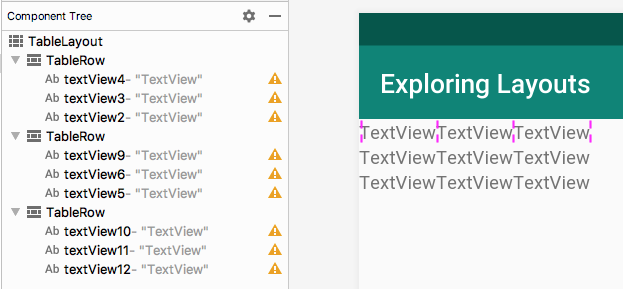 Component Tree
TableLayout
TableRow
Ab textView4- "TextView"
Ab textView3- "TextView"
Ab textView2- "TextView"
TableRow
Ab textView9- "TextView"
Ab textView6- "TextView"
Ab textView5- "TextView"
TableRow
Ab textView10- "TextView"
Ab textView11- "TextView"
Ab textView12- "TextView"
Exploring Layouts
TextViewTextViewTextView
TextViewTextViewTextView
TextViewTextViewTextView